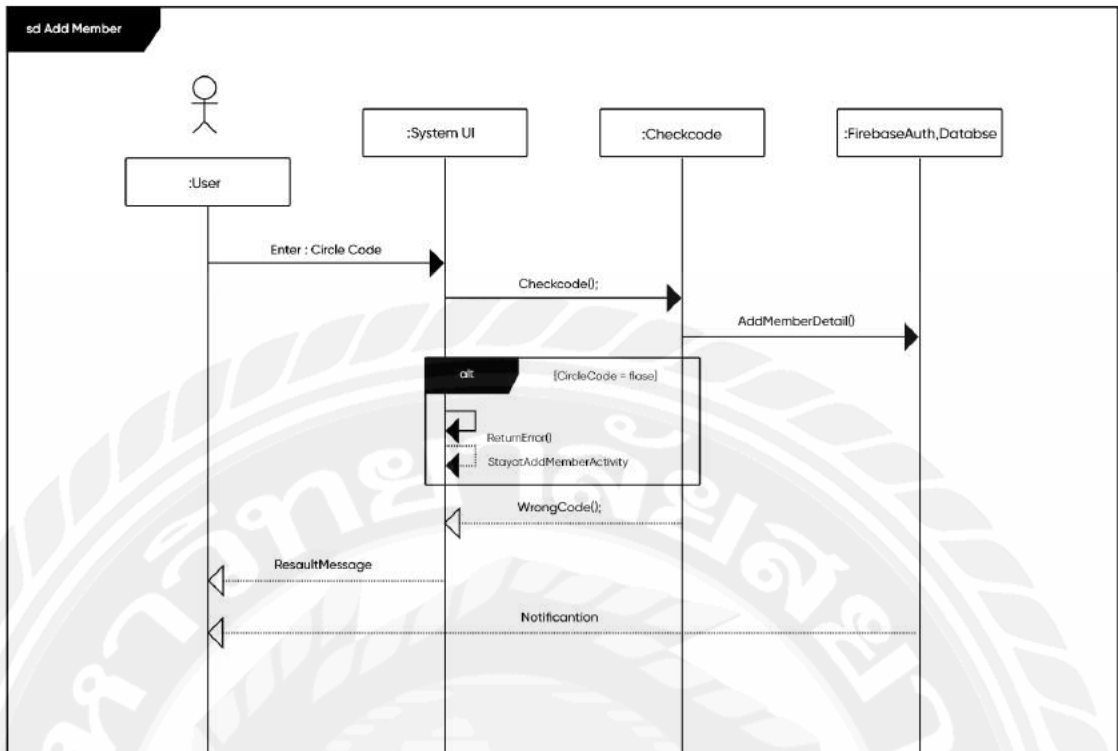 sd Add Member
:User
:System UI
:Checkcode
:FirebaseAuth,Databse
Enter : Circle Code
Checkcode();
AddMemberDetail()
alt
[CircleCode = flase]
ReturnError()
StayatAddMemberActivity
WrongCode();
ResaultMessage
Notificantion